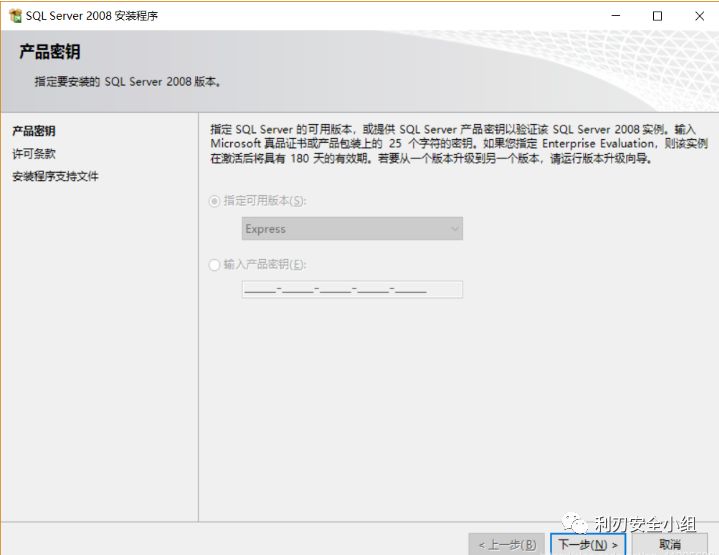 SQL Server 2008 安装程序
产品密钥
指定要安装的 SQL Server 2008 版本。
产品密钥
许可条款
安装程序支持文件
指定 SQL Server 的可用版本，或提供 SQL Server 产品密钥以验证该 SQL Server 2008 实例。输入
Microsoft 真品证书或产品包装上的 25 个字符的密钥。如果您指定 Enterprise Evaluation，则该实例
在激活后将具有 180 天的有效期。若要从一个版本升级到另一个版本，请运行版本升级向导。
指定可用版本(S):
Express
输入产品密钥(E):
_____-_____-_____-_____-_____
利刃安全小组
< 上一步(B)
下一步(N) >
取消